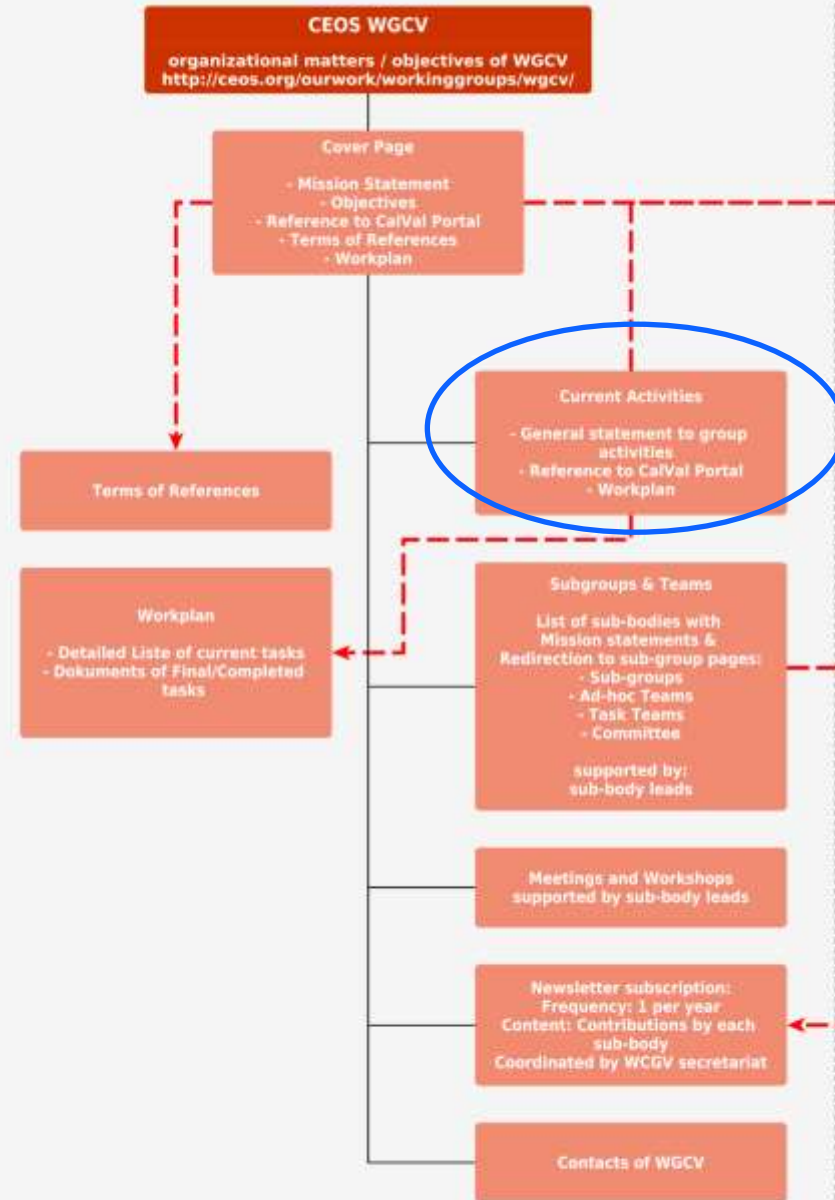 CEOS WGCV
organizational matters / objectives of WGCV
http://ceos.org/ourwork/workinggroups/wgcv/
Cover Page
- Mission Statement
- Objectives
- Reference to CalVal Portal
- Terms of References
- Workplan
Current Activities
- General statement to group
activities
- Reference to CalVal Portal
- Workplan
Terms of References
Workplan
- Detailed Liste of current tasks
- Dokuments of Final/Completed
tasks
Subgroups & Teams
List of sub-bodies with
Mission statements &
Redirection to sub-group pages:
- Sub-groups
- Ad-hoc Teams
- Task Teams
- Committee
supported by:
sub-body leads
Meetings and Workshops
supported by sub-body leads
Newsletter subscription:
Frequency: 1 per year
Content: Contributions by each
sub-body
Coordinated by WCGV secretariat
Contacts of WGCV